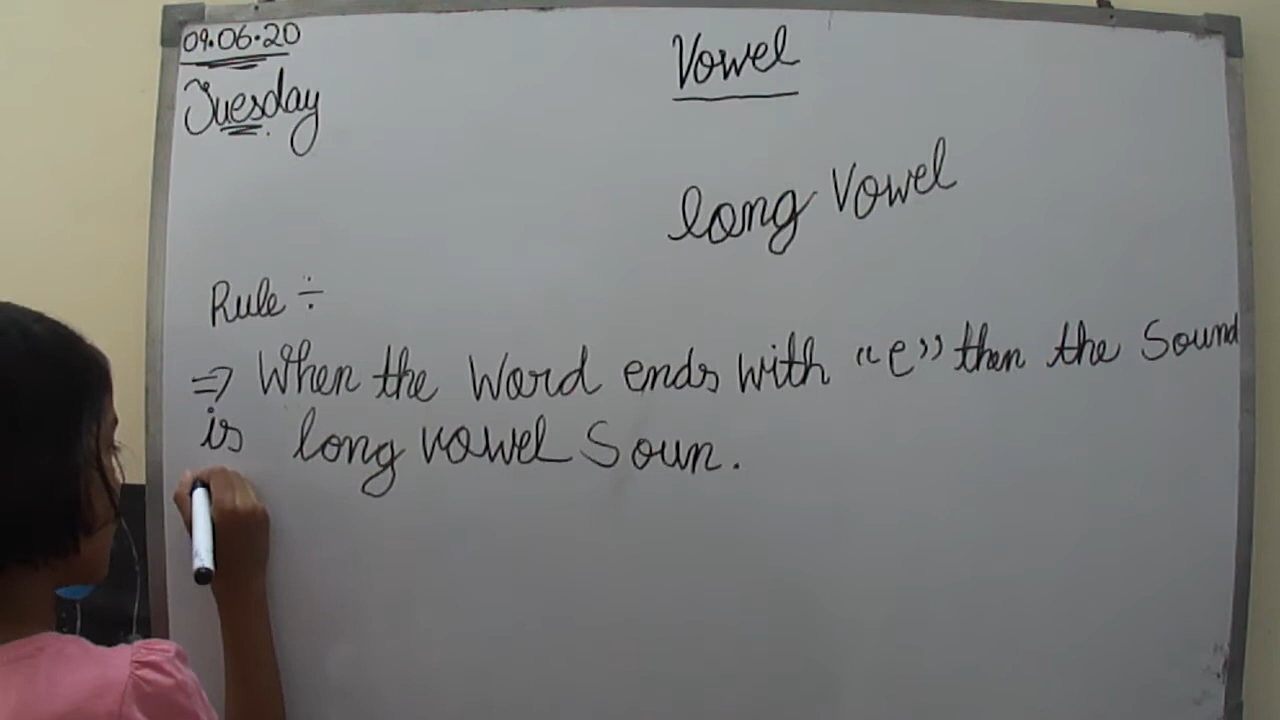 09.06.20
Vowel
Tuesday
long Vowel
Rule ÷
⇒ When the Word ends with “e” then the Sound
is long vowel Soun.